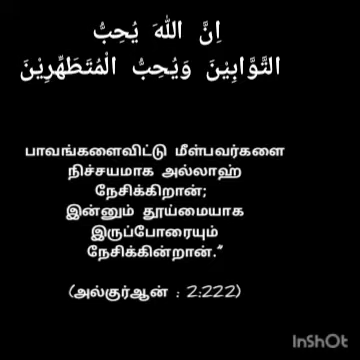 اِنَّ اللّٰهَ يُحِبُّ
التَّوَّابِيْنَ وَيُحِبُّ الْمُتَطَهِّرِيْنَ
பாவங்களைவிட்டு மீள்பவர்களை
நிச்சயமாக அல்லாஹ்
நேசிக்கிறான்;
இன்னும் தூய்மையாக
இருப்போரையும்
நேசிக்கின்றான்."
(அல்குர்ஆன் : 2:222)
InShOt